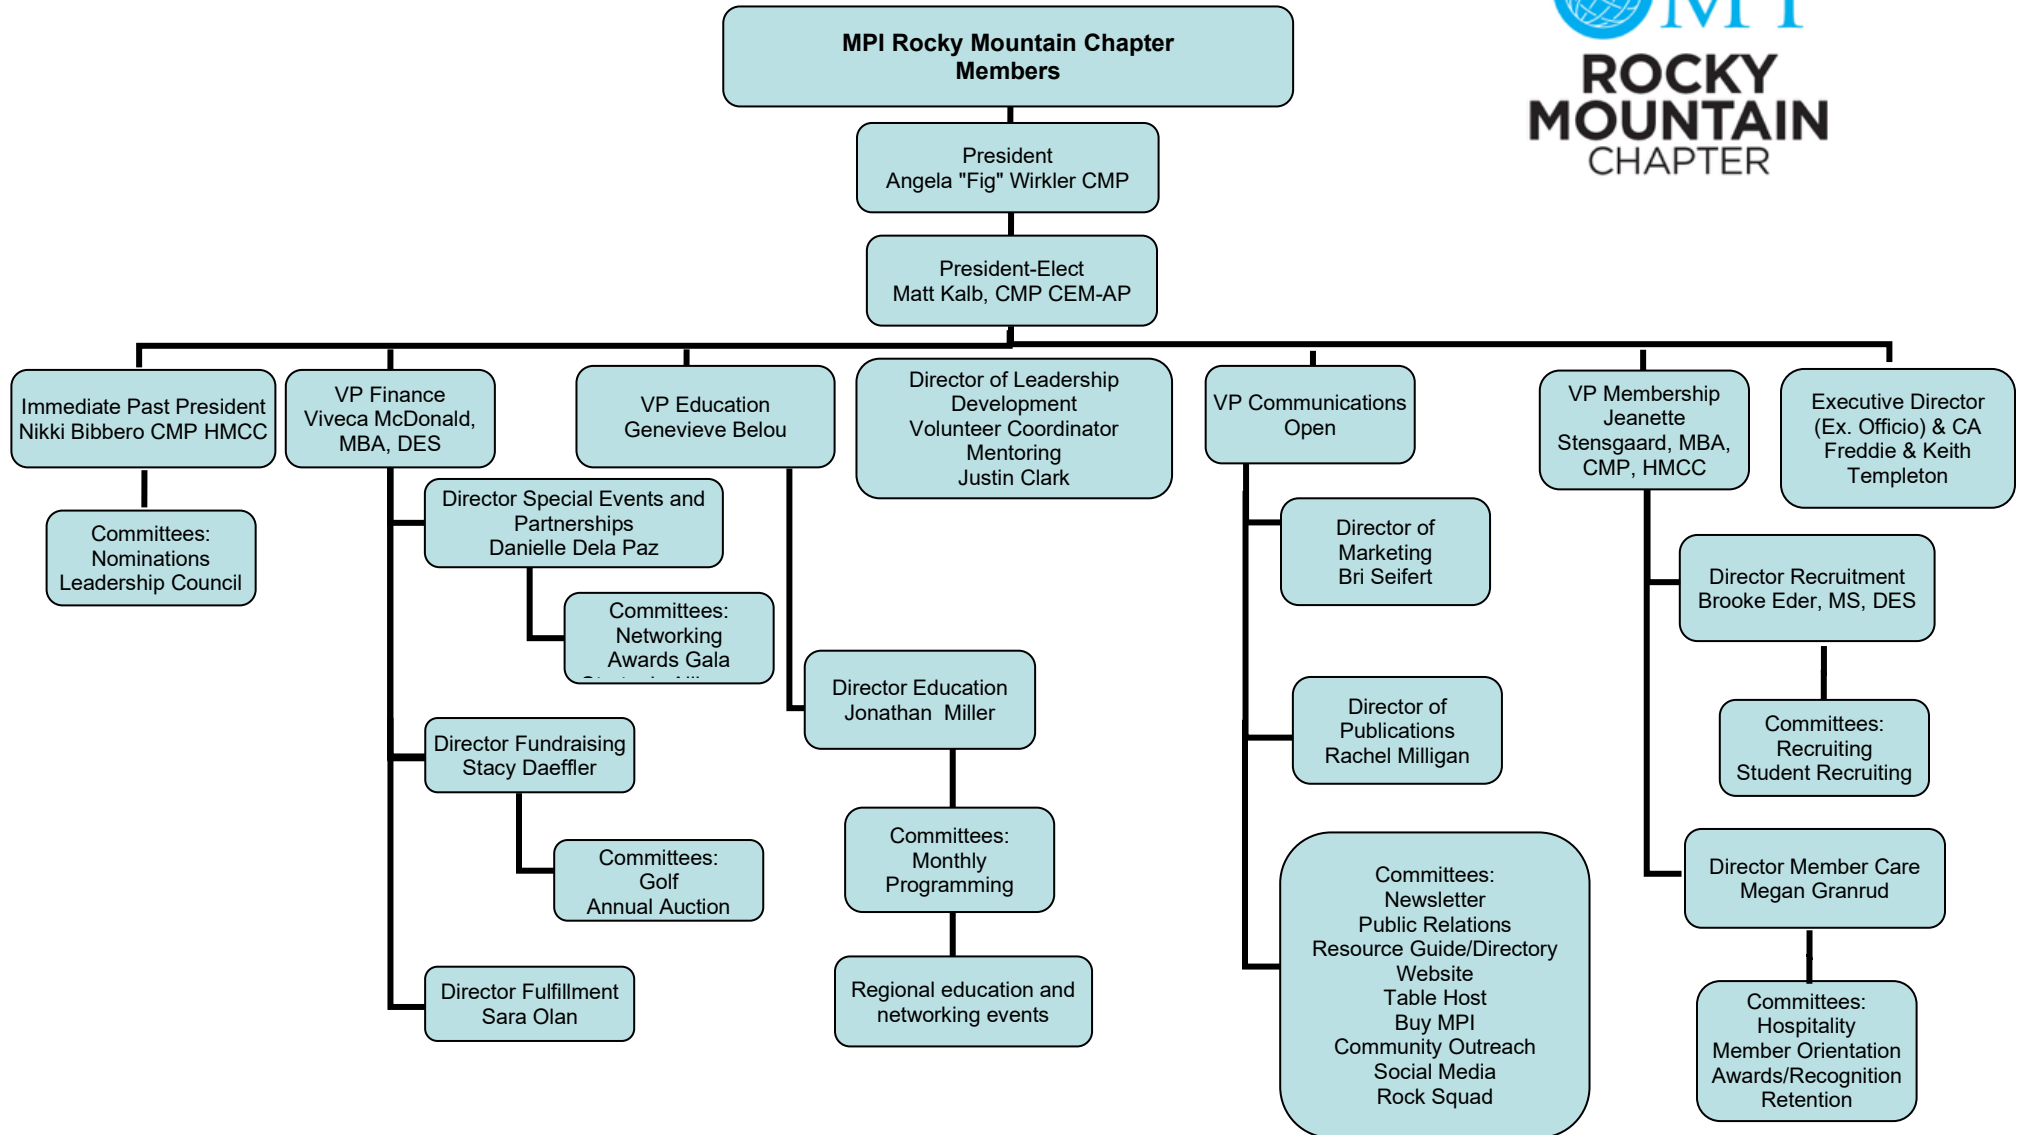 MPI Rocky Mountain Chapter
Members
ROCKY
MOUNTAIN
CHAPTER
President
Angela "Fig" Wirkler CMP
President-Elect
Matt Kalb, CMP CEM-AP
Immediate Past President
Nikki Bibbero CMP HMCC
Committees:
Nominations
Leadership Council
VP Finance
Viveca McDonald,
MBA, DES
Director Special Events and
Partnerships
Danielle Dela Paz
Committees:
Networking
Awards Gala
Director Fundraising
Stacy Daeffler
Committees:
Golf
Annual Auction
Director Fulfillment
Sara Olan
VP Education
Genevieve Belou
Director Education
Jonathan  Miller
Committees:
Monthly
Programming
Regional education and
networking events
Director of Leadership
Development
Volunteer Coordinator
Mentoring
Justin Clark
VP Communications
Open
Director of
Marketing
Bri Seifert
Director of
Publications
Rachel Milligan
Committees:
Newsletter
Public Relations
Resource Guide/Directory
Website
Table Host
Buy MPI
Community Outreach
Social Media
Rock Squad
VP Membership
Jeanette
Stensgaard, MBA,
CMP, HMCC
Director Recruitment
Brooke Eder, MS, DES
Committees:
Recruiting
Student Recruiting
Director Member Care
Megan Granrud
Committees:
Hospitality
Member Orientation
Awards/Recognition
Retention
Executive Director
(Ex. Officio) & CA
Freddie & Keith
Templeton